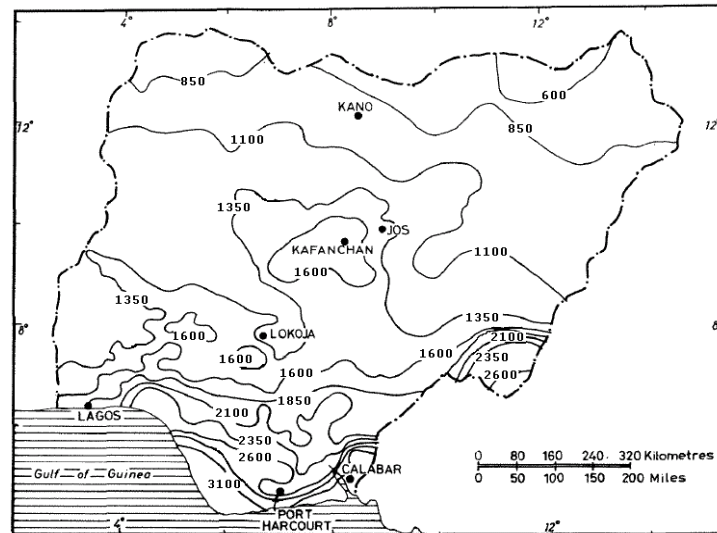 4° 8° 12°
850
600
KANO
12° 850 12°
1100
1350
JOS
KAFANCHAN
1100
1600
1350 1350
8° 1600 LOKOJA 2100 8°
1600 1600 2350
1600 2600
1850
LAGOS 2100
2350
2600
Gulf of Guinea CALABAR
3100
0 80 160 240 320 Kilometres
0 50 100 150 200 Miles
4° PORT HARCOURT 12°